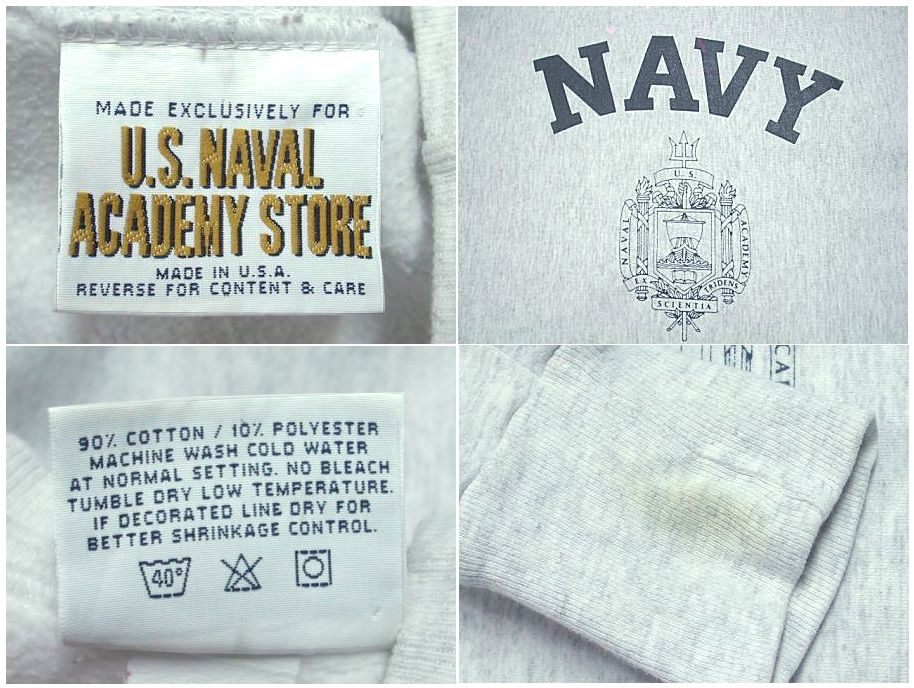 MADE EXCLUSIVELY FOR
U.S. NAVAL
ACADEMY STORE
MADE IN U.S.A.
REVERSE FOR CONTENT & CARE
NAVY
U.S.
NAVAL
ACADEMY
EX
TRIDENS
SCIENTIA
90% COTTON / 10% POLYESTER
MACHINE WASH COLD WATER
AT NORMAL SETTING. NO BLEACH
TUMBLE DRY LOW TEMPERATURE.
IF DECORATED LINE DRY FOR
BETTER SHRINKAGE CONTROL.
40°
CA